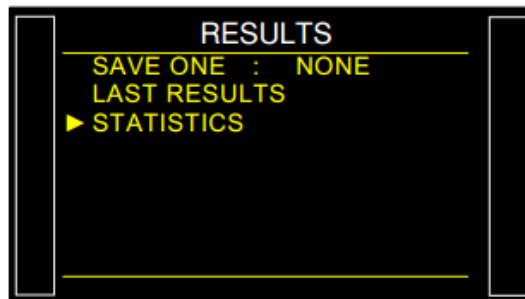 RESULTS
SAVE ONE : NONE
LAST RESULTS
► STATISTICS